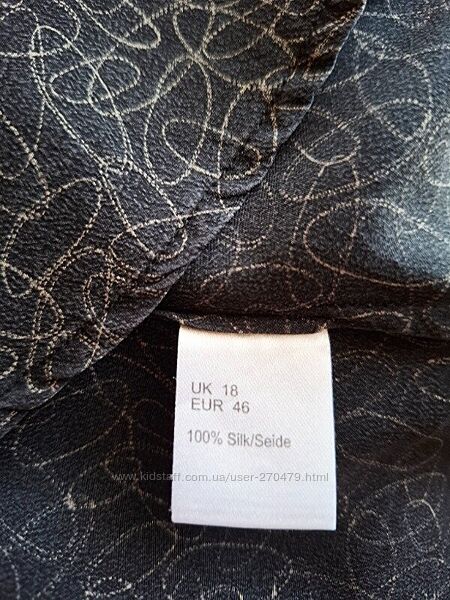 UK 18
EUR 46
100% Silk/Seide
www.kidstaff.com.ua/user-270479.html